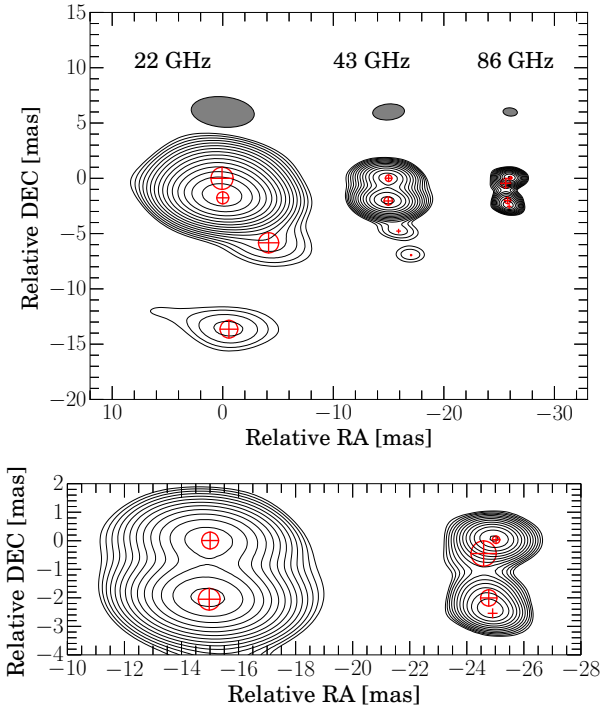 15
10
5
0
−5
−10
−15
−20
Relative DEC [mas]
22 GHz
43 GHz
86 GHz
10 0 −10 −20 −30
Relative RA [mas]
2
1
0
−1
−2
−3
−4
Relative DEC [mas]
−10 −12 −14 −16 −18 −20 −22 −24 −26 −28
Relative RA [mas]